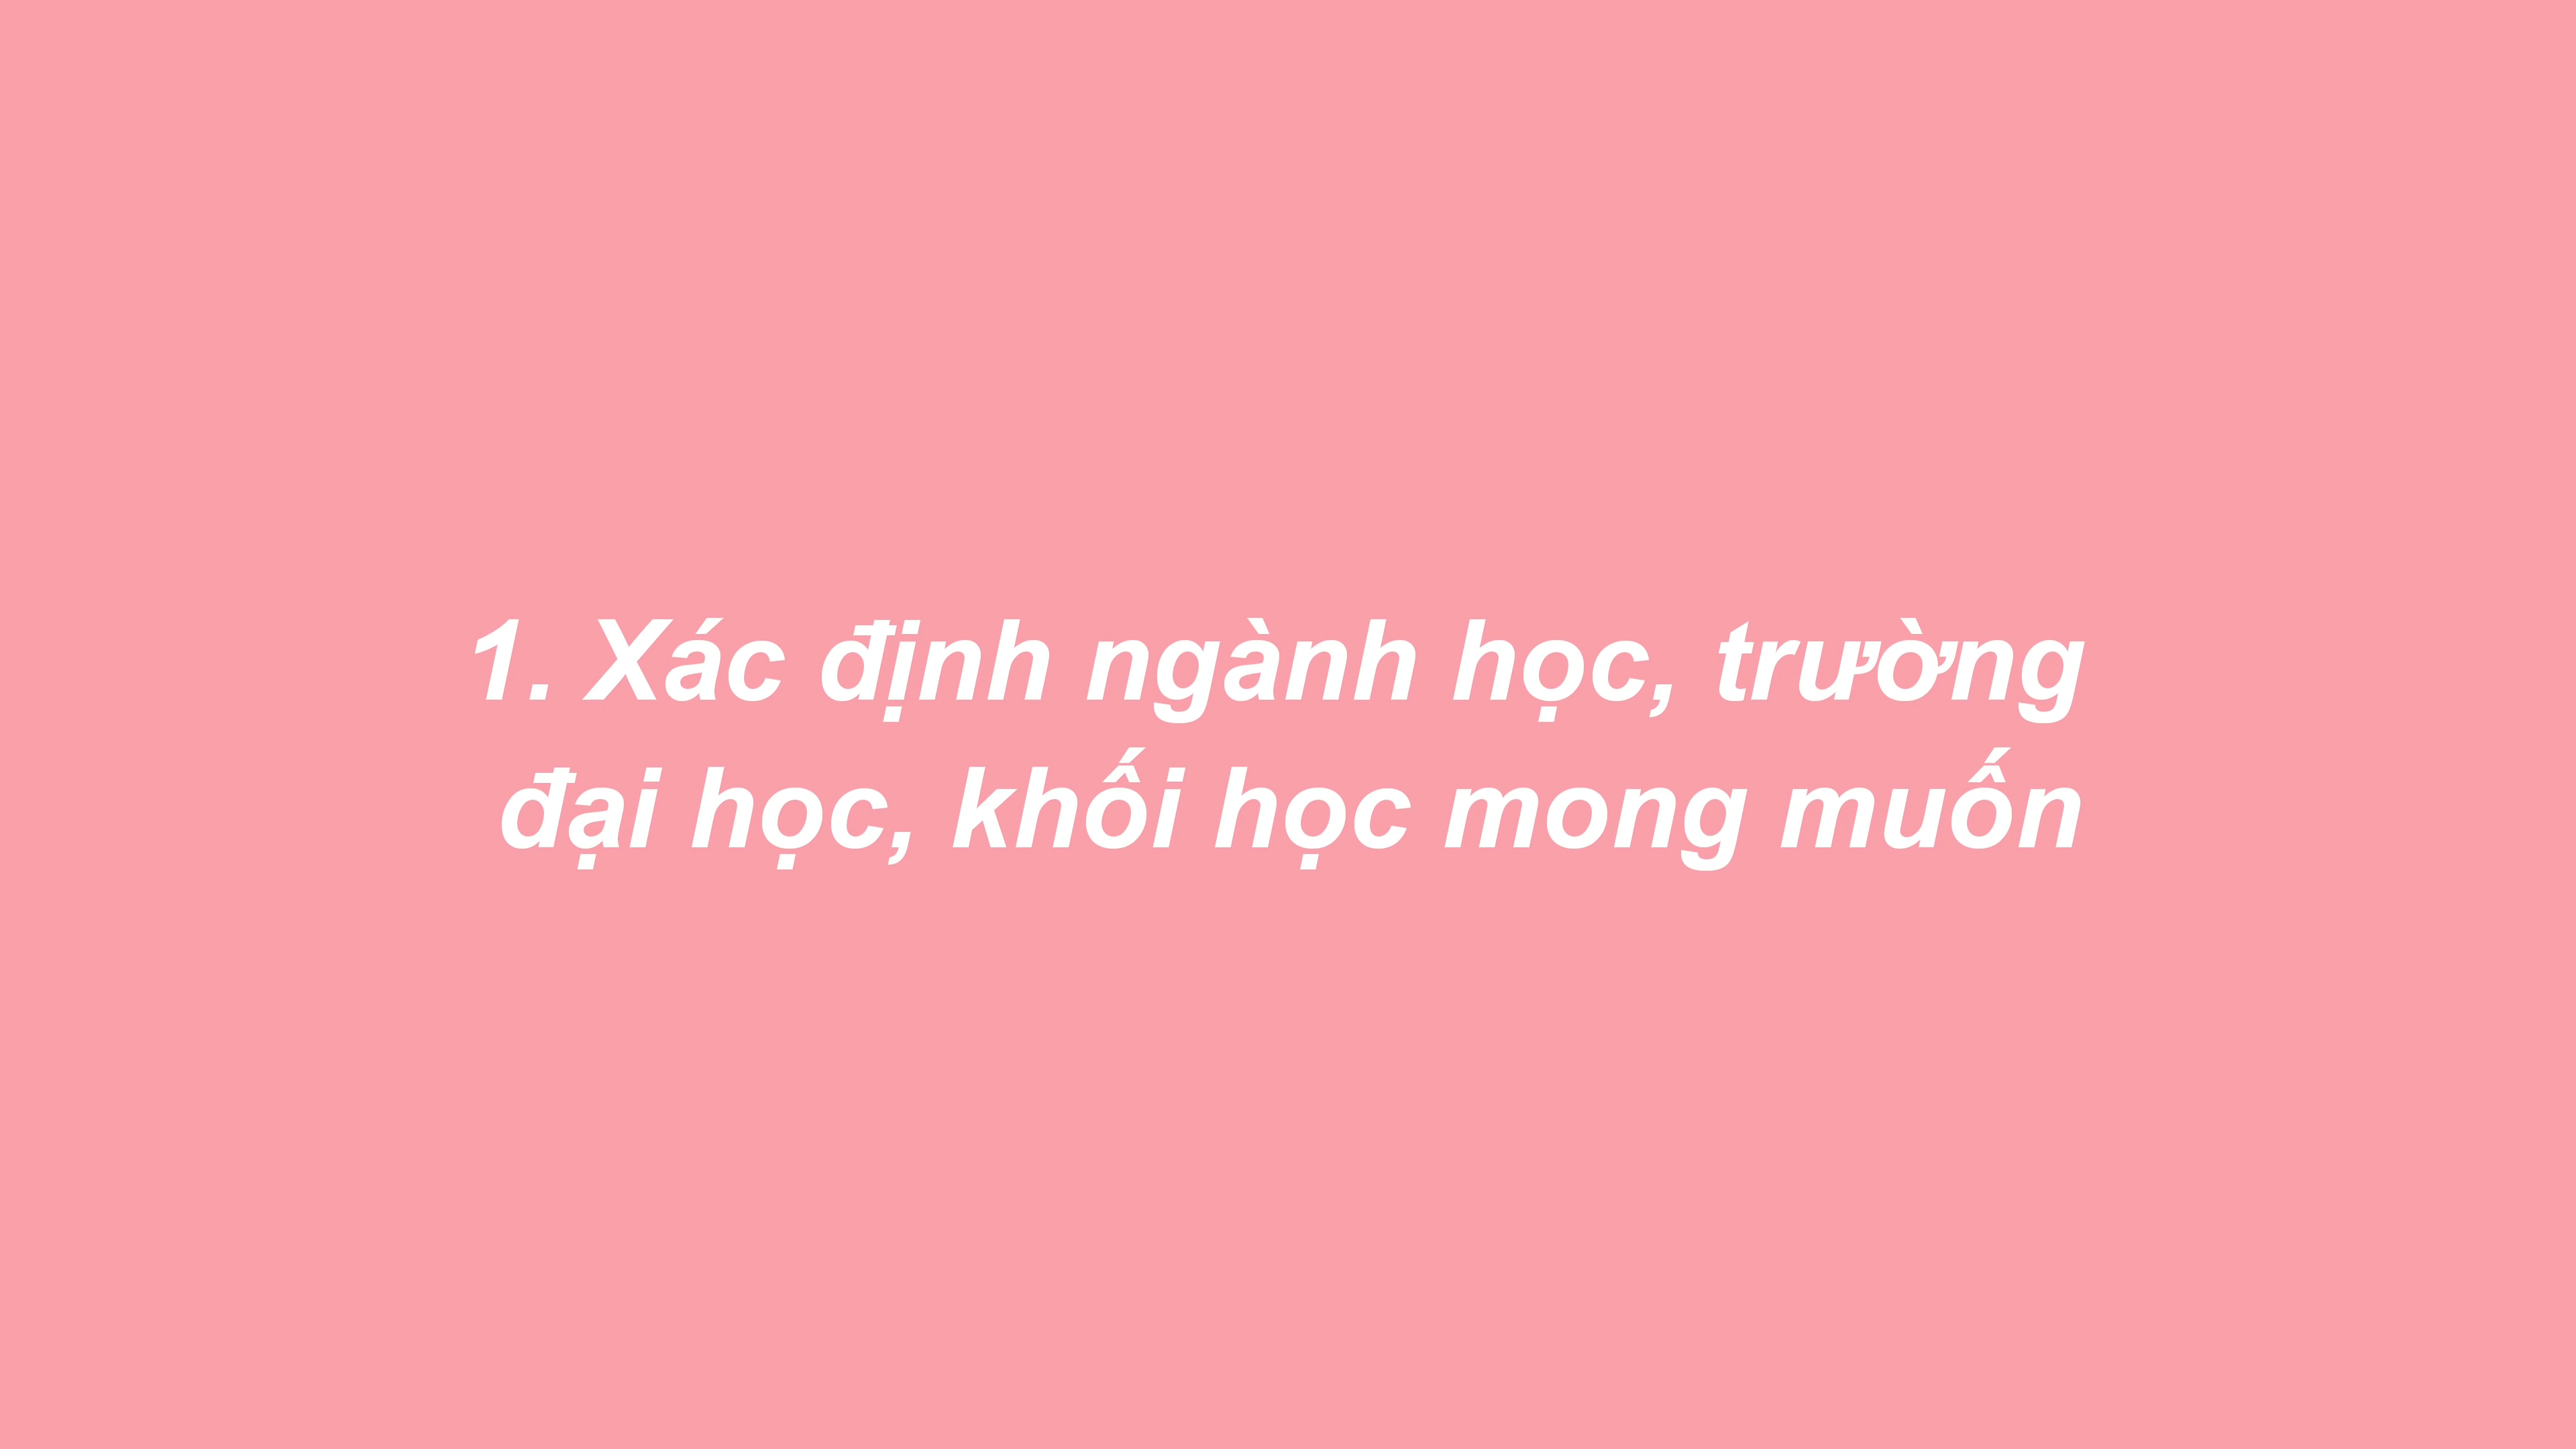 1. Xác định ngành học, trường
đại học, khối học mong muốn